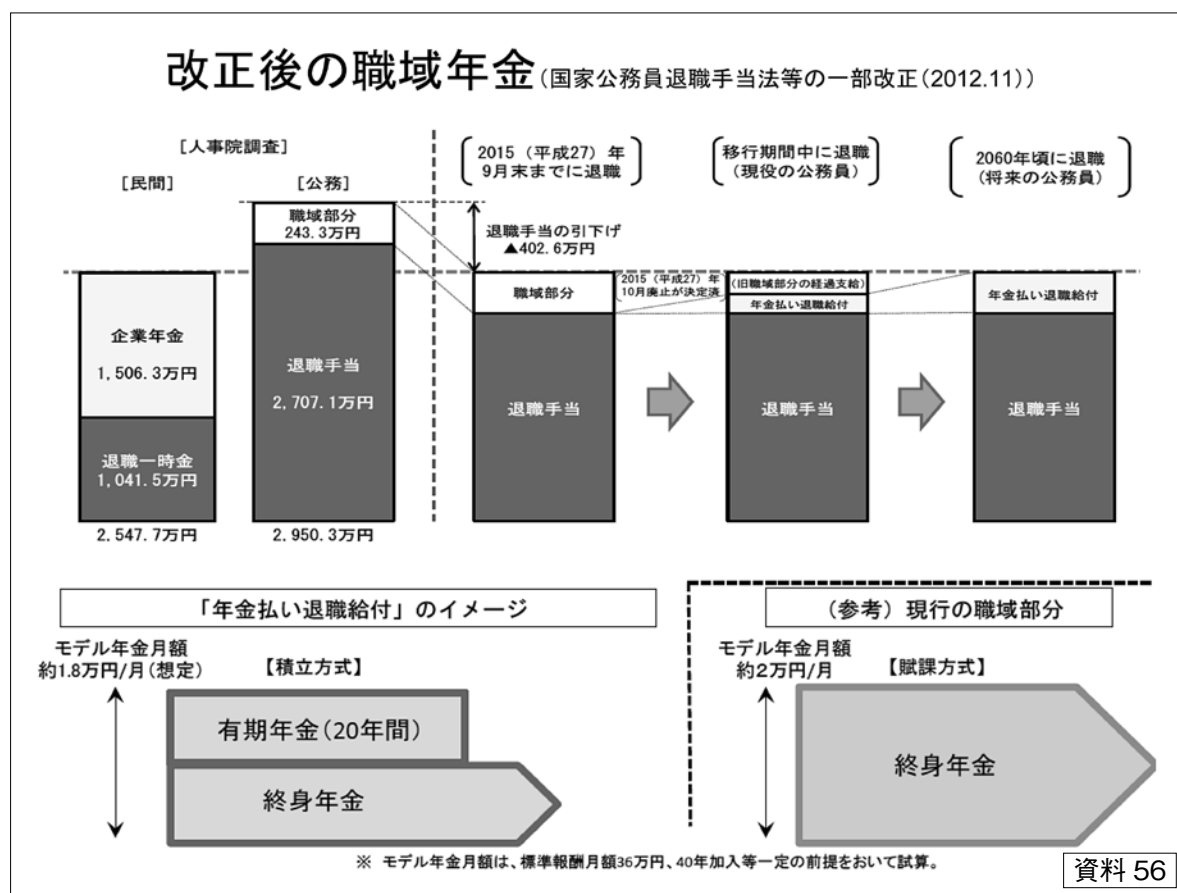 改正後の職域年金(国家公務員退職手当法等の一部改正(2012.11))
[人事院調査]
[民間]
[公務]
2015 (平成27) 年
9月末までに退職
移行期間中に退職
(現役の公務員)
2060年頃に退職
(将来の公務員)
職域部分
243.3万円
退職手当の引下げ
▲402.6万円
企業年金
1,506.3万円
退職一時金
1,041.5万円
2,547.7万円
退職手当
2,707.1万円
2,950.3万円
職域部分
退職手当
2015 (平成27) 年
10月廃止が決定済
(旧職域部分の経過支給)
年金払い退職給付
退職手当
年金払い退職給付
退職手当
「年金払い退職給付」のイメージ
モデル年金月額
約1.8万円/月(想定)
【積立方式】
有期年金(20年間)
終身年金
(参考) 現行の職域部分
モデル年金月額
約2万円/月
【賦課方式】
終身年金
※ モデル年金月額は、標準報酬月額36万円、40年加入等一定の前提をおいて試算。
資料 56